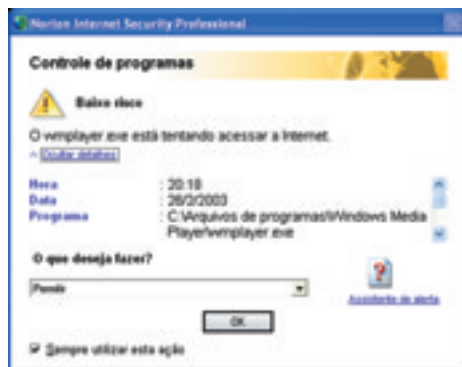 Norton Internet Security Professional
Controle de programas
Baixo risco
O wmplayer.exe está tentando acessar a Internet.
Ocultar detalhes
Hora : 20:18
Data : 26/2/2003
Programa : C:\Arquivos de programas\Windows Media
Player\wmplayer.exe
O que deseja fazer?
Permitir
Assistente de alerta
OK
Sempre utilizar esta ação